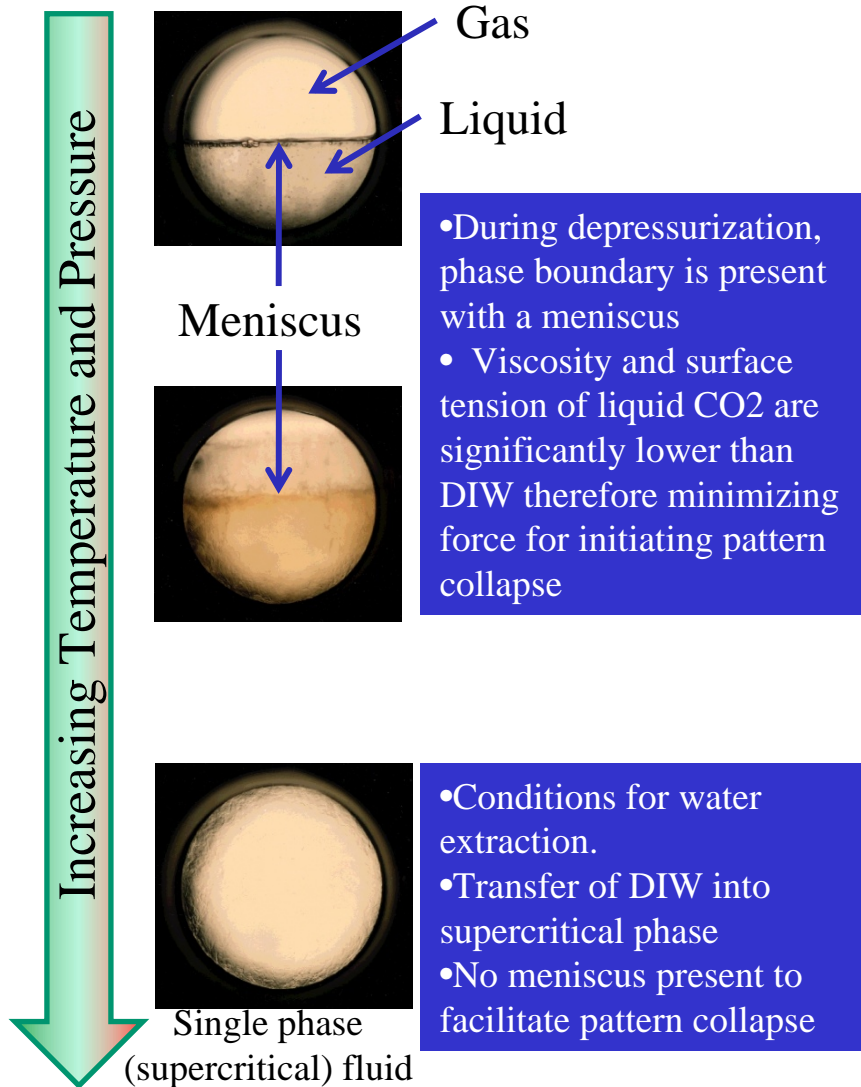 Increasing Temperature and Pressure
Gas
Liquid
Meniscus
•During depressurization,
phase boundary is present
with a meniscus
• Viscosity and surface
tension of liquid CO2 are
significantly lower than
DIW therefore minimizing
force for initiating pattern
collapse
•Conditions for water
extraction.
•Transfer of DIW into
supercritical phase
•No meniscus present to
facilitate pattern collapse
Single phase
(supercritical) fluid